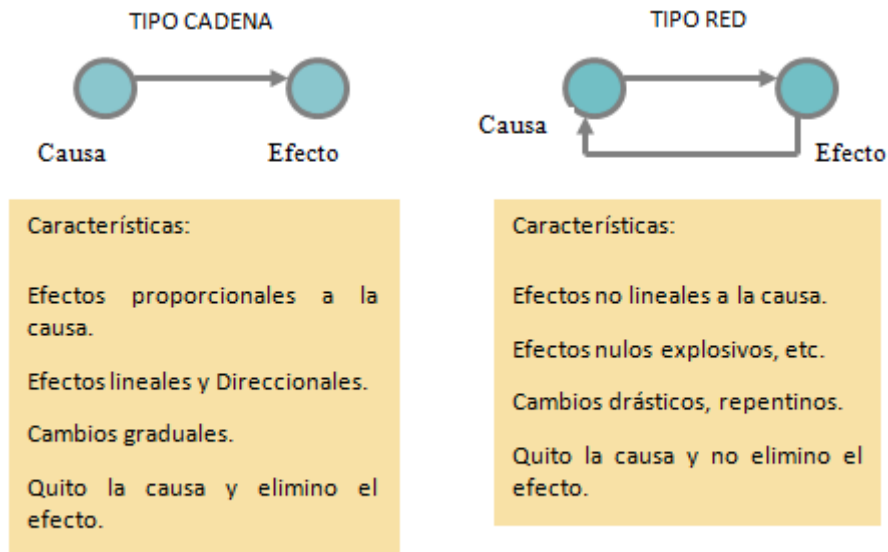 TIPO CADENA
Causa
Efecto
Características:
Efectos proporcionales a la
causa.
Efectos lineales y Direccionales.
Cambios graduales.
Quito la causa y elimino el
efecto.
TIPO RED
Causa
Efecto
Características:
Efectos no lineales a la causa.
Efectos nulos explosivos, etc.
Cambios drásticos, repentinos.
Quito la causa y no elimino el
efecto.